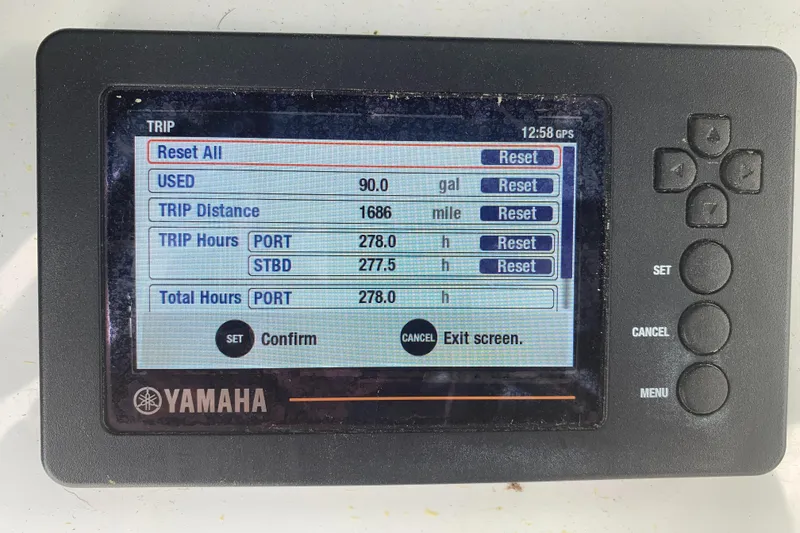 TRIP 12:58 GPS
Reset All Reset
USED 90.0 gal Reset
TRIP Distance 1686 mile Reset
TRIP Hours PORT 278.0 h Reset
STBD 277.5 h Reset
Total Hours PORT 278.0 h
SET Confirm CANCEL Exit screen.
YAMAHA
SET
CANCEL
MENU